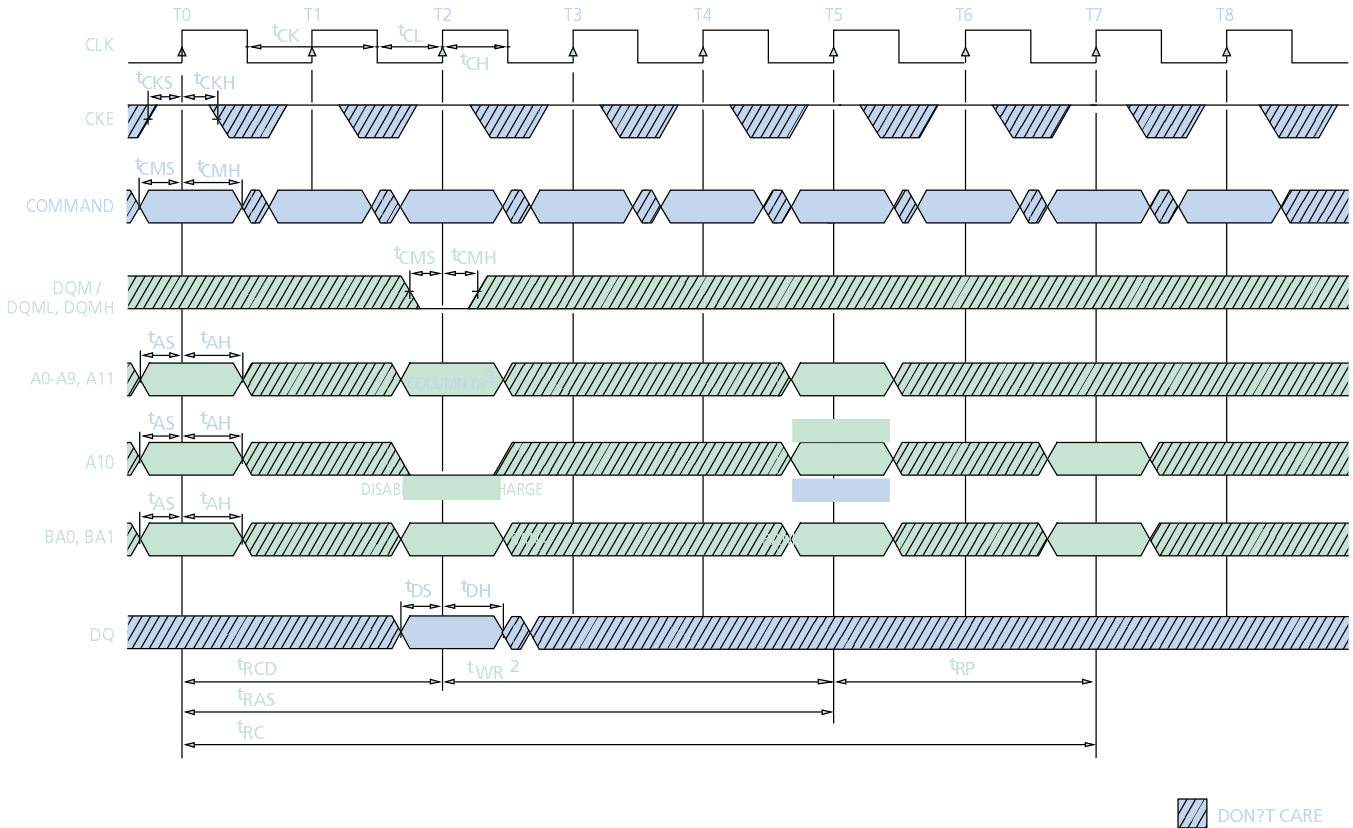 T0 T1 T2 T3 T4 T5 T6 T7 T8
CLK
tCK tCL
tCH
tCKS tCKH
CKE
tCMS tCMH
COMMAND
tCMS tCMH
DQM /
DQML, DQMH
tAS tAH
A0-A9, A11
COLUMN m
tAS tAH
A10
tAS tAH
BA0, BA1
tDS tDH
DQ
tRCD tWR 2 tRP
tRAS
tRC
DON?T CARE